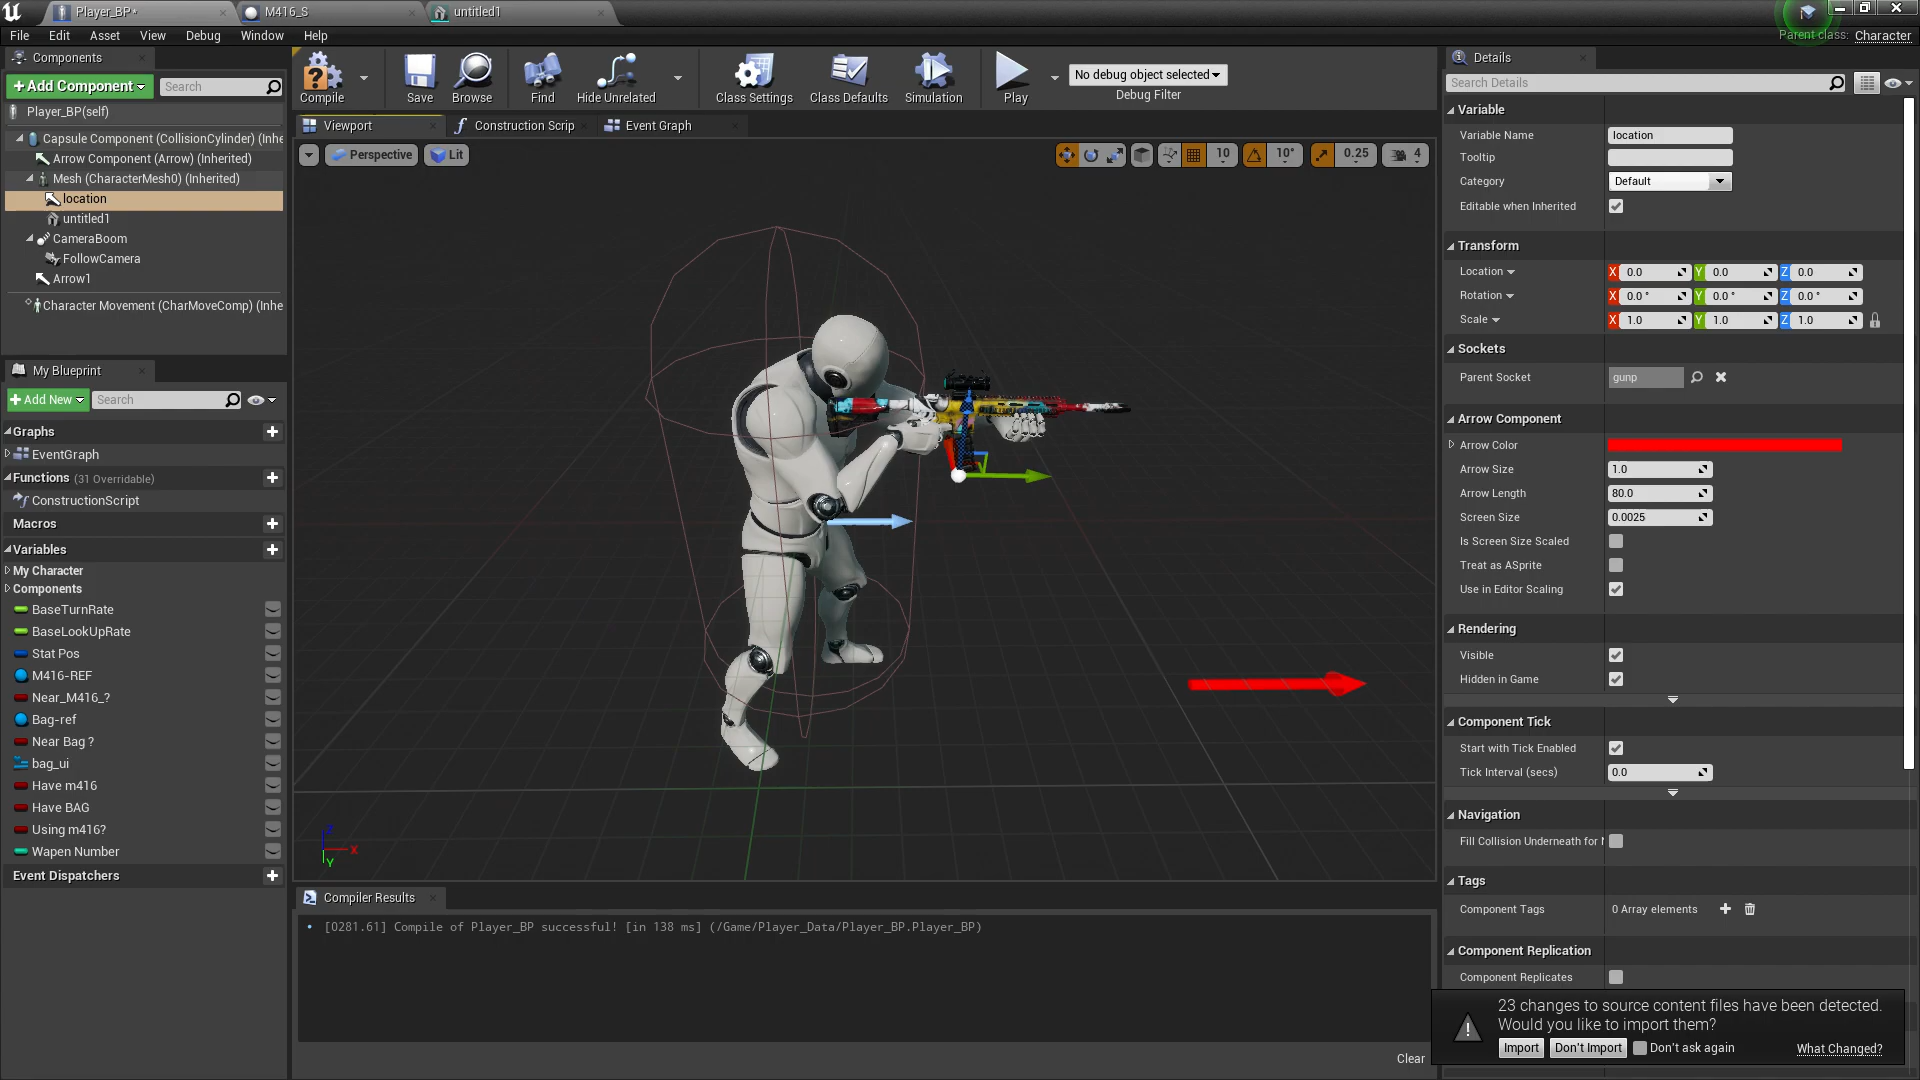 Player_BP*
M416_S
untitled1
File
Edit
Asset
View
Debug
Window
Help
Parent class:
Character
Components
Add Component
Search
Player_BP(self)
Capsule Component (CollisionCylinder) (Inhe
Arrow Component (Arrow) (Inherited)
Mesh (CharacterMesh0) (Inherited)
location
untitled1
CameraBoom
FollowCamera
Arrow1
Character Movement (CharMoveComp) (Inhe
My Blueprint
Add New
Search
Graphs
EventGraph
Functions (31 Overridable)
ConstructionScript
Macros
Variables
My Character
Components
BaseTurnRate
BaseLookUpRate
Stat Pos
M416-REF
Near_M416_?
Bag-ref
Near Bag ?
bag_ui
Have m416
Have BAG
Using m416?
Wapen Number
Event Dispatchers
Compile
Save
Browse
Find
Hide Unrelated
Class Settings
Class Defaults
Simulation
Play
No debug object selected
Debug Filter
Viewport
Construction Scrip
Event Graph
Perspective
Lit
10
10°
0.25
4
Z
X
Y
Compiler Results
[0281.61] Compile of Player_BP successful! [in 138 ms] (/Game/Player_Data/Player_BP.Player_BP)
Clear
Details
Search Details
Variable
Variable Name
location
Tooltip
Category
Default
Editable when Inherited
Transform
Location
X 0.0 Y 0.0 Z 0.0
Rotation
X 0.0 ° Y 0.0 ° Z 0.0 °
Scale
X 1.0 Y 1.0 Z 1.0
Sockets
Parent Socket
gunp
Arrow Component
Arrow Color
Arrow Size
1.0
Arrow Length
80.0
Screen Size
0.0025
Is Screen Size Scaled
Treat as ASprite
Use in Editor Scaling
Rendering
Visible
Hidden in Game
Component Tick
Start with Tick Enabled
Tick Interval (secs)
0.0
Navigation
Fill Collision Underneath for
Tags
Component Tags
0 Array elements
Component Replication
Component Replicates
23 changes to source content files have been detected.
Would you like to import them?
Import
Don't Import
Don't ask again
What Changed?